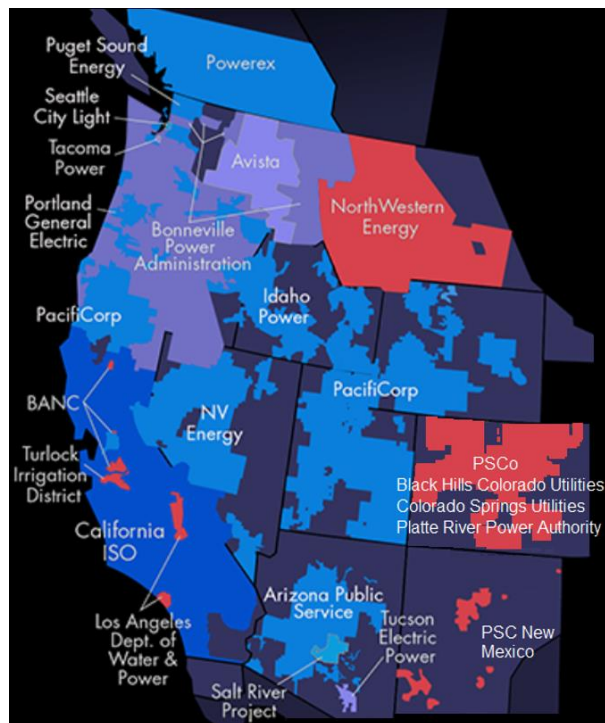 Puget Sound
Energy
Powerex
Seattle
City Light
Tacoma
Power
Avista
Portland
General
Electric
Bonneville
Power
Administration
NorthWestern
Energy
PacifiCorp
Idaho
Power
PacifiCorp
BANC
NV
Energy
Turlock
Irrigation
District
PSCo
Black Hills Colorado Utilities
Colorado Springs Utilities
Platte River Power Authority
California
ISO
Los Angeles
Dept. of
Water &
Power
Arizona Public
Service
Tucson
Electric
Power
PSC New
Mexico
Salt River
Project